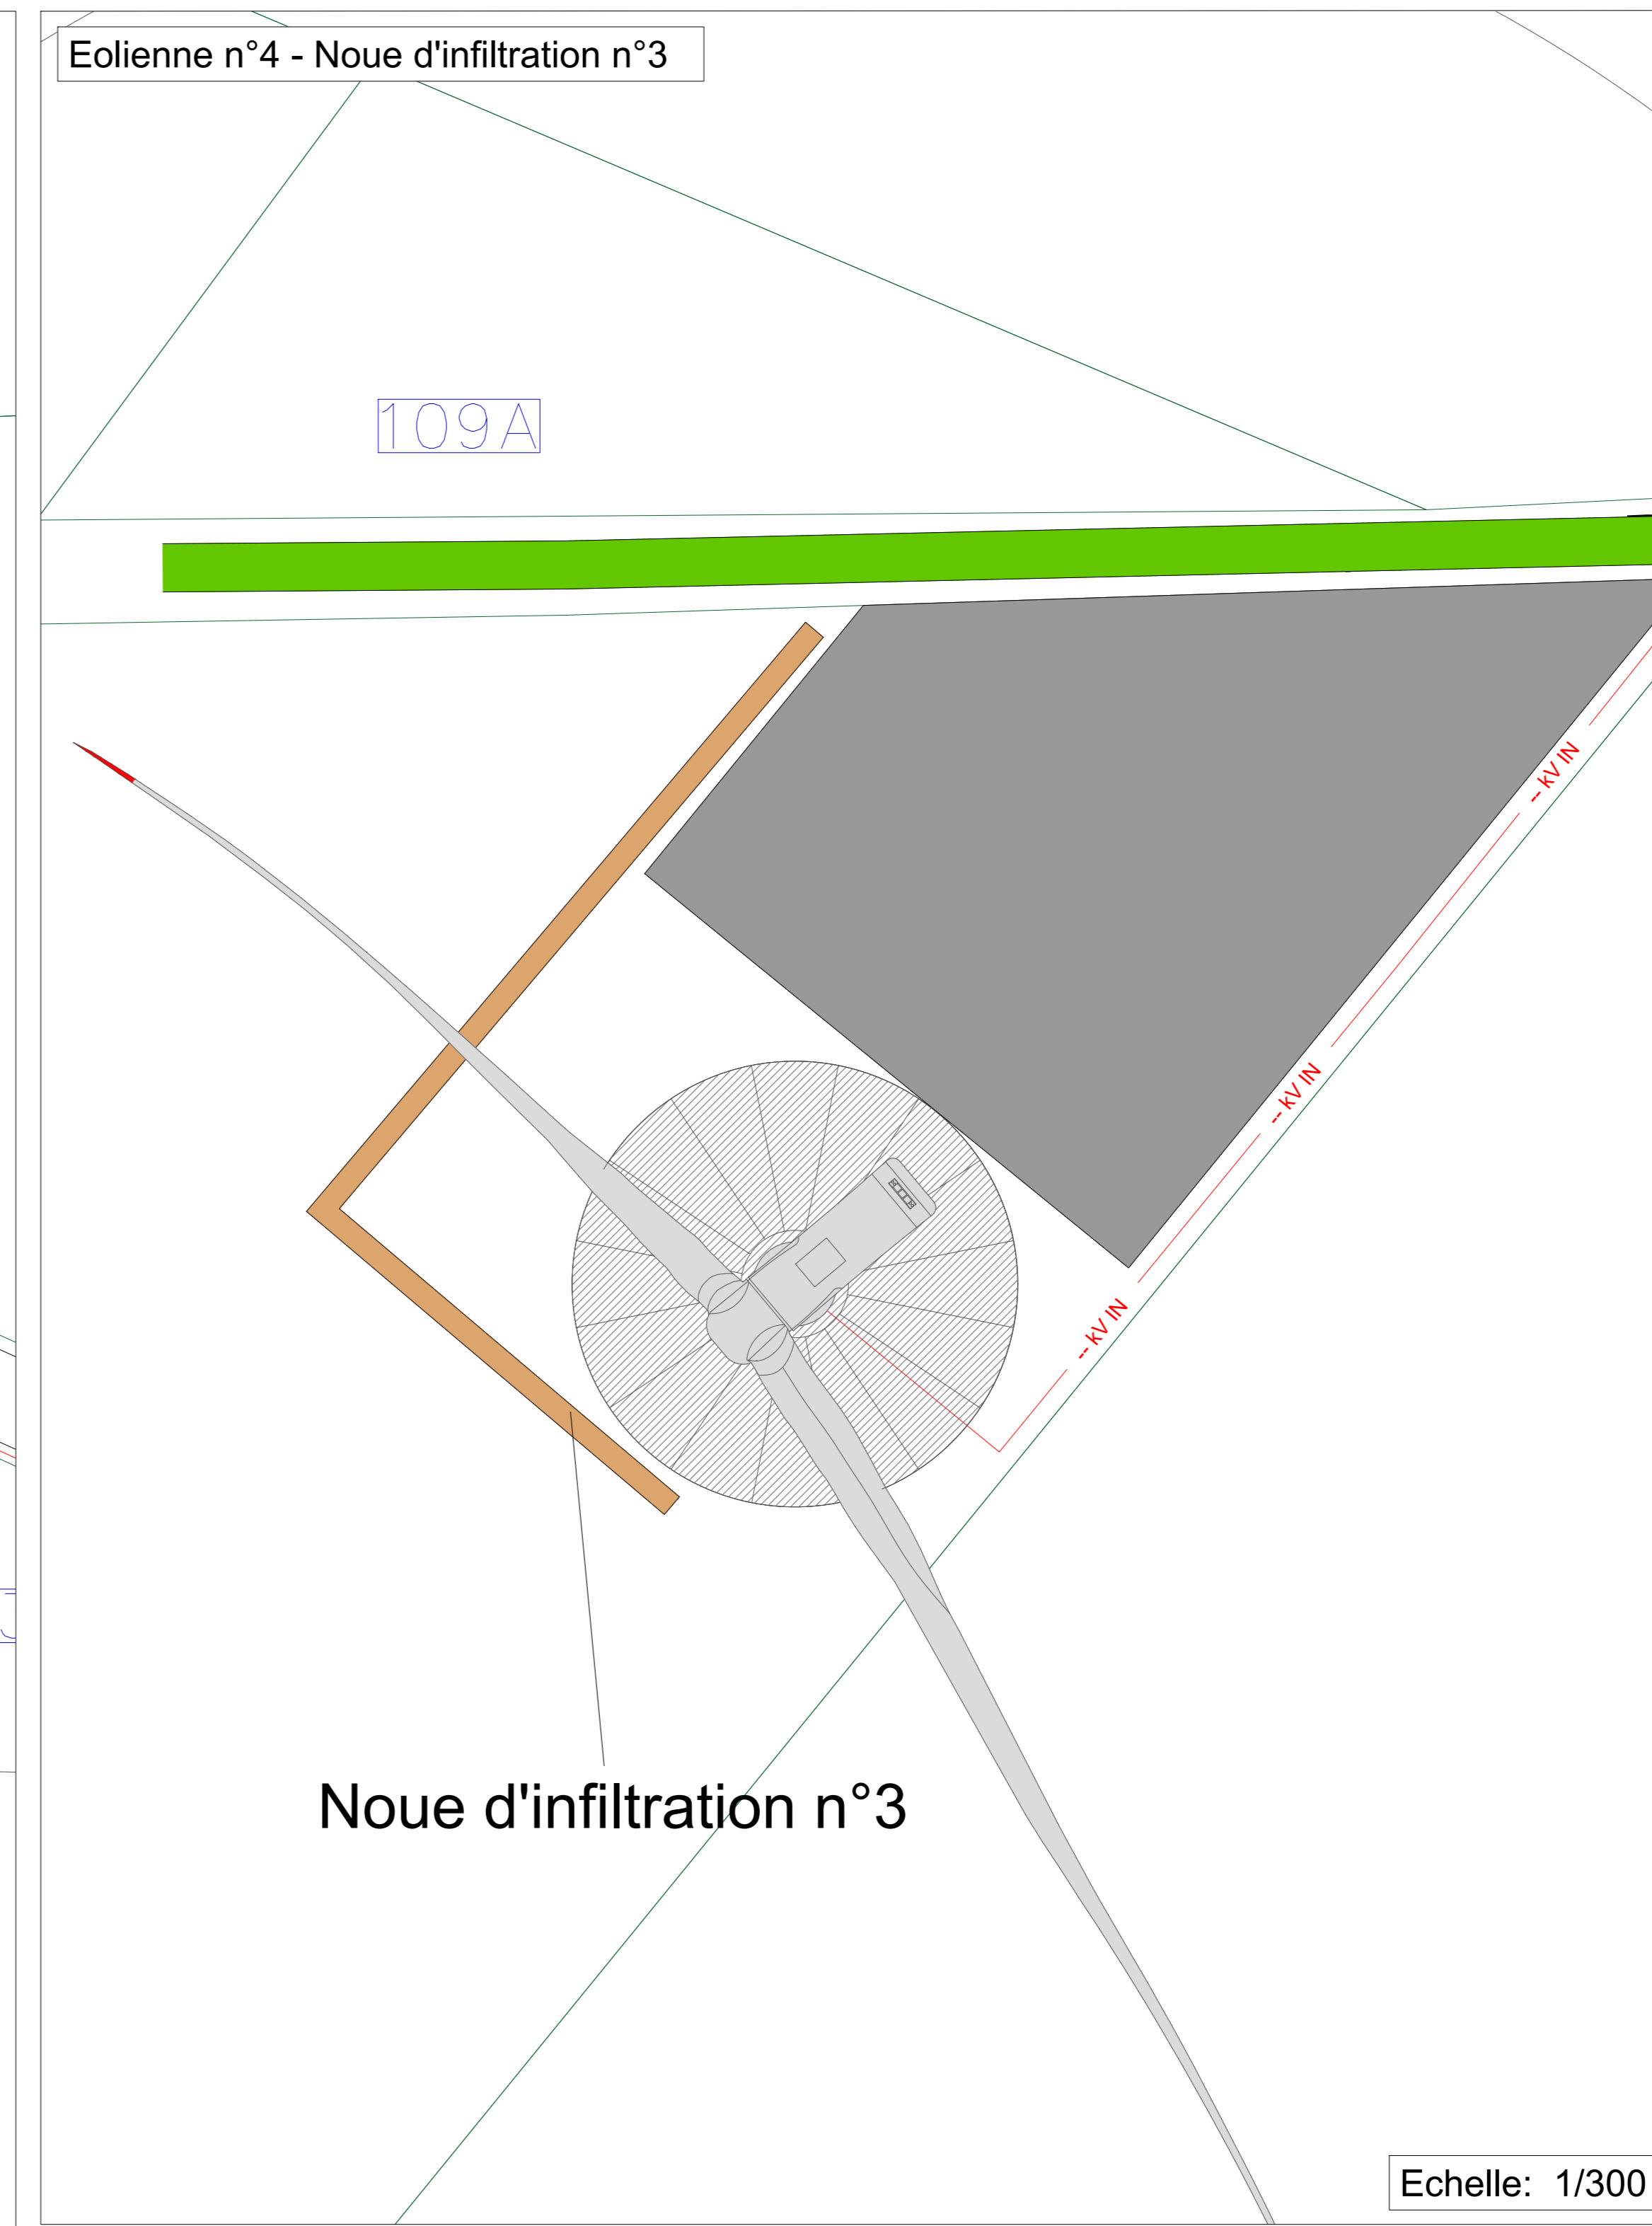 Eolienne n°4 - Noue d'infiltration n°3
109A
-- kV IN
-- kV IN
-- kV IN
Noue d'infiltration n°3
Echelle: 1/300